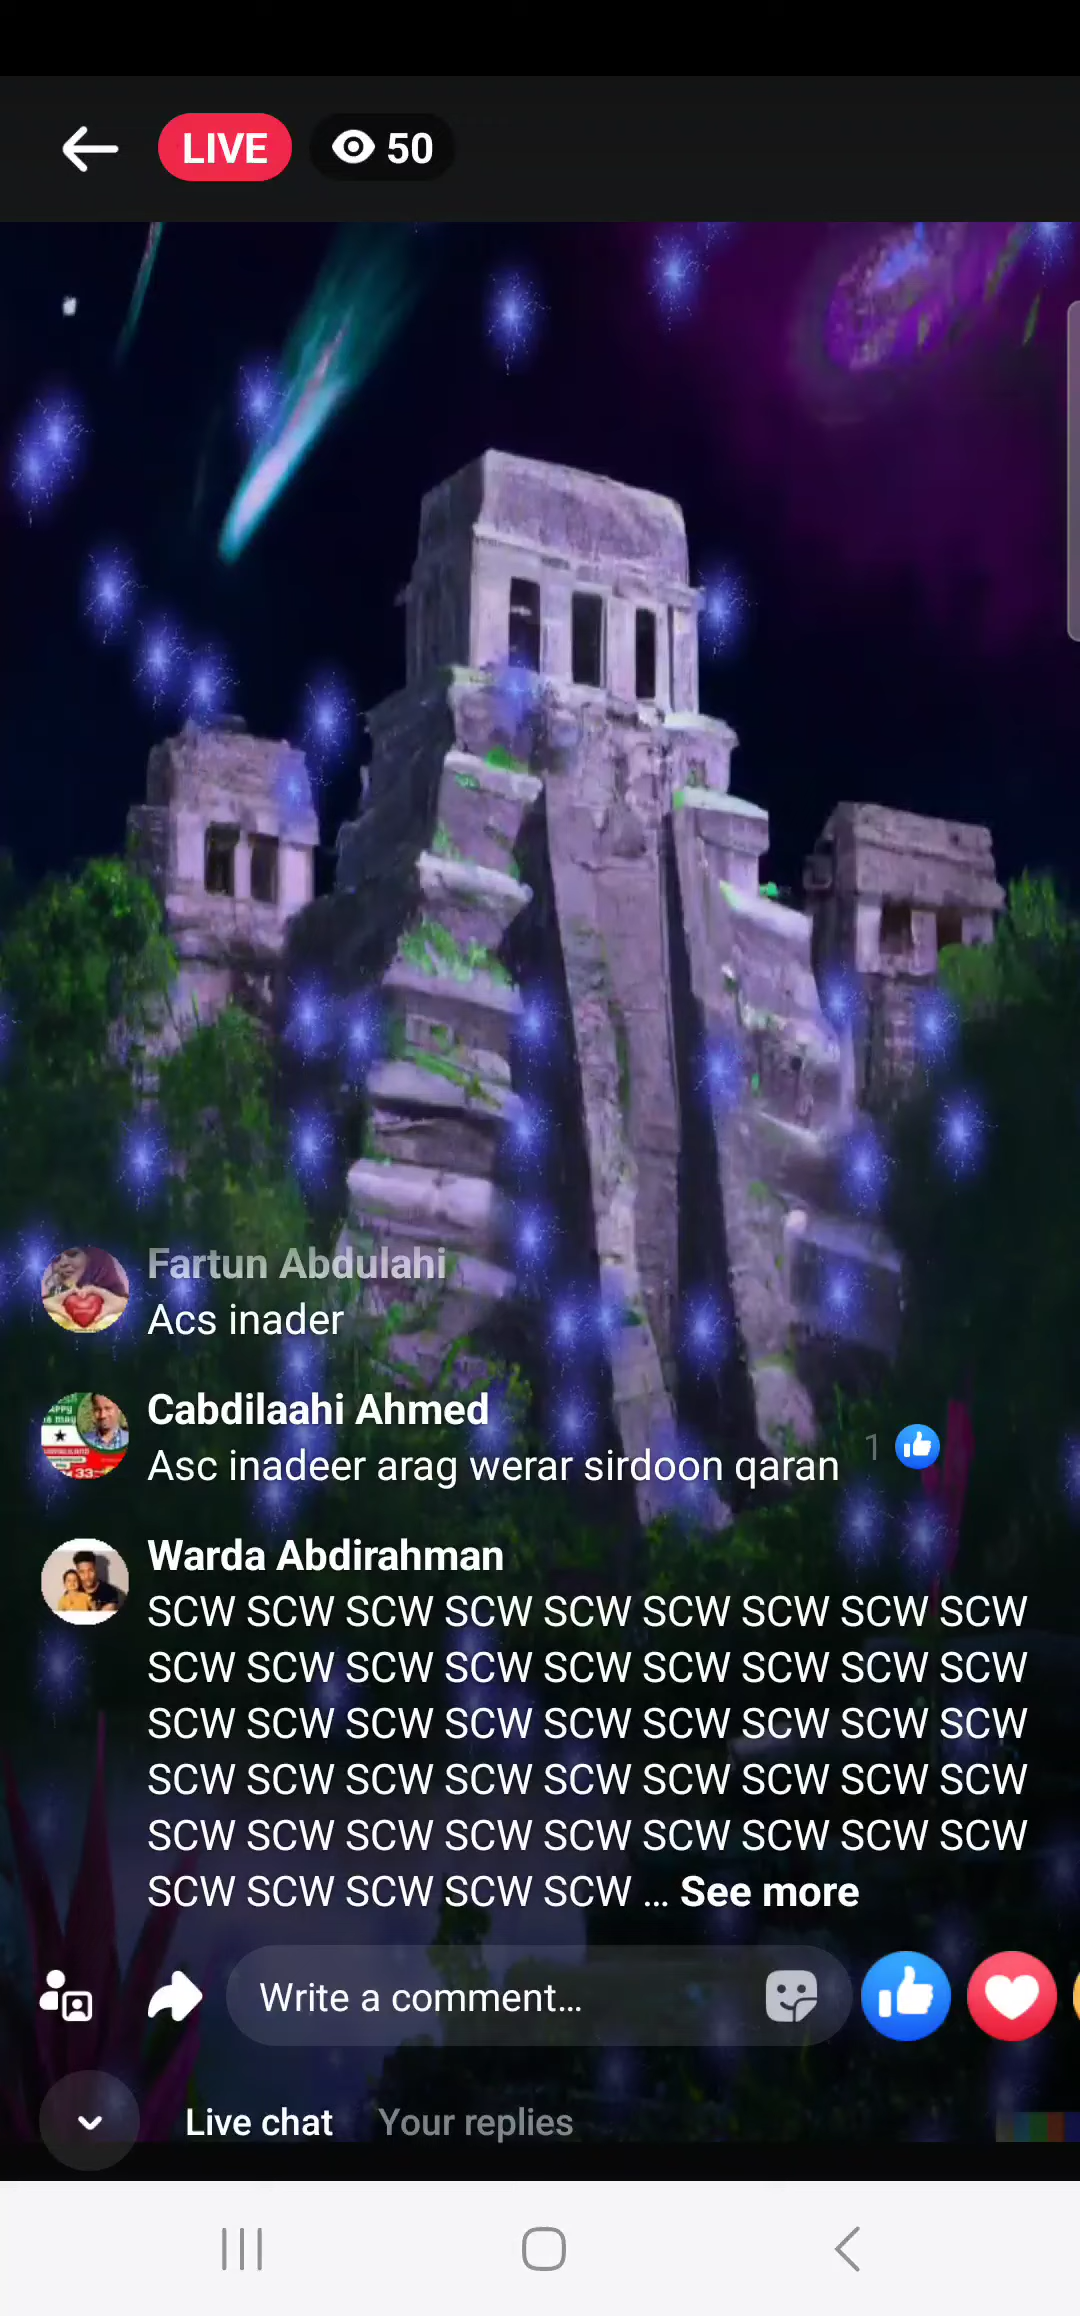 LIVE 50
Fartun Abdulahi
Acs inader
Cabdilaahi Ahmed
Asc inadeer arag werar sirdoon qaran
1
Warda Abdirahman
SCW SCW SCW SCW SCW SCW SCW SCW SCW
SCW SCW SCW SCW SCW SCW SCW SCW SCW
SCW SCW SCW SCW SCW SCW SCW SCW SCW
SCW SCW SCW SCW SCW SCW SCW SCW SCW
SCW SCW SCW SCW SCW SCW SCW SCW SCW
SCW SCW SCW SCW SCW ... See more
Write a comment...
Live chat Your replies